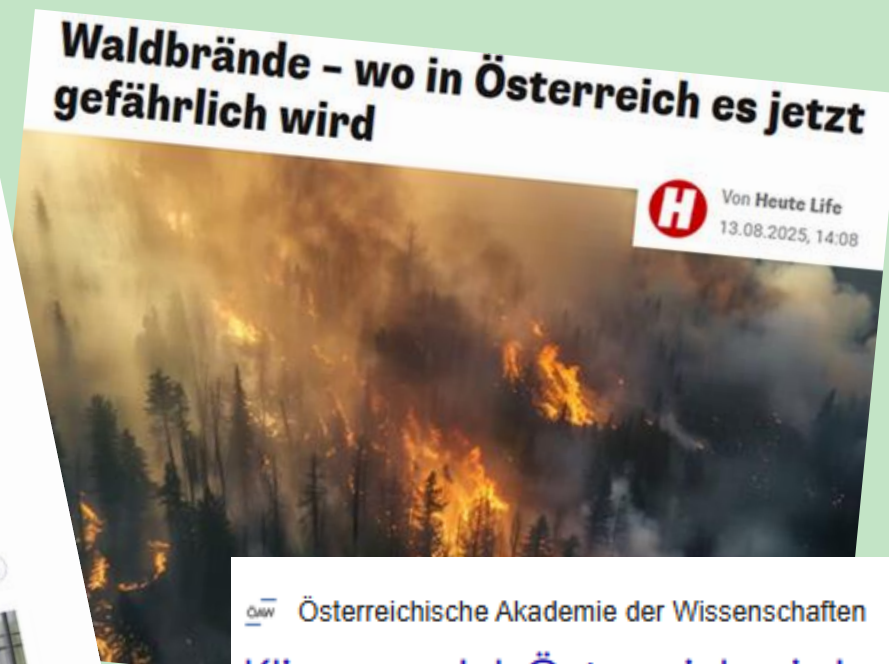 Waldbrände – wo in Österreich es jetzt
gefährlich wird
H
Von Heute Life
13.08.2025, 14:08
ÖAW Österreichische Akademie der Wissenschaften